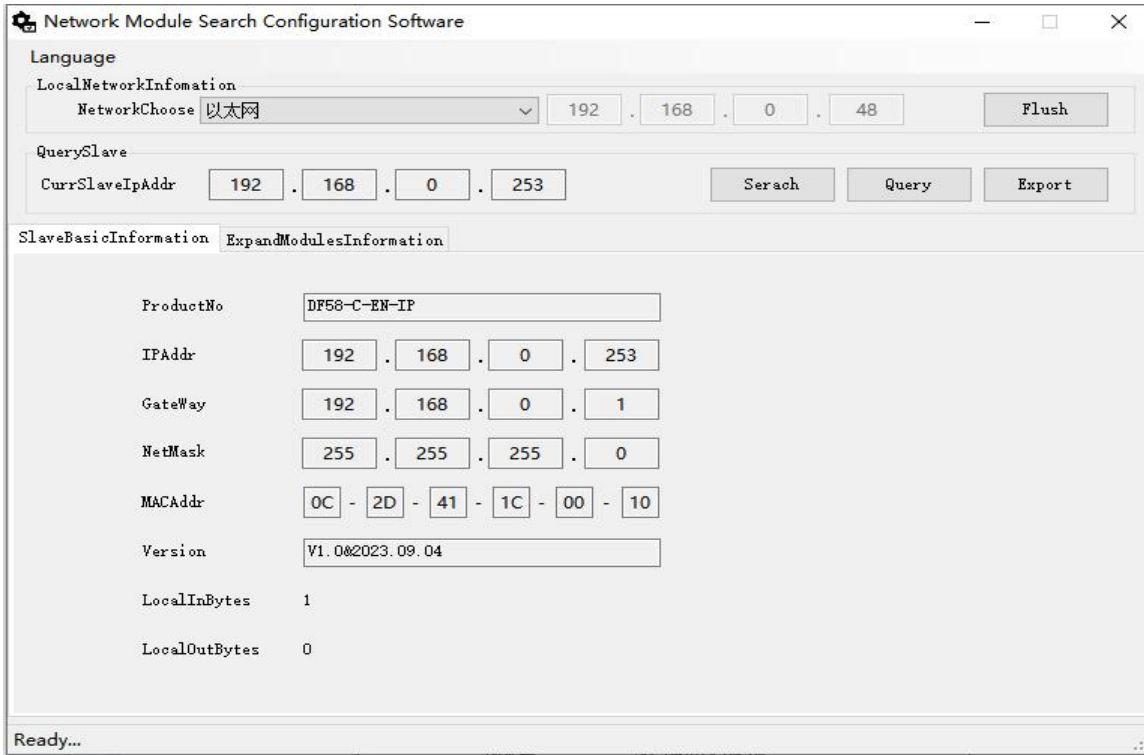 Network Module Search Configuration Software
Language
LocalNetworkInfomation
NetworkChoose 以太网 192 . 168 . 0 . 48 Flush
QuerySlave
CurrSlaveIpAddr 192 . 168 . 0 . 253 Serach Query Export
SlaveBasicInformation ExpandModulesInformation
ProductNo DF58-C-EN-IP
IPAddr 192 . 168 . 0 . 253
GateWay 192 . 168 . 0 . 1
NetMask 255 . 255 . 255 . 0
MACAddr 0C - 2D - 41 - 1C - 00 - 10
Version V1.0&2023.09.04
LocalInBytes 1
LocalOutBytes 0
Ready...